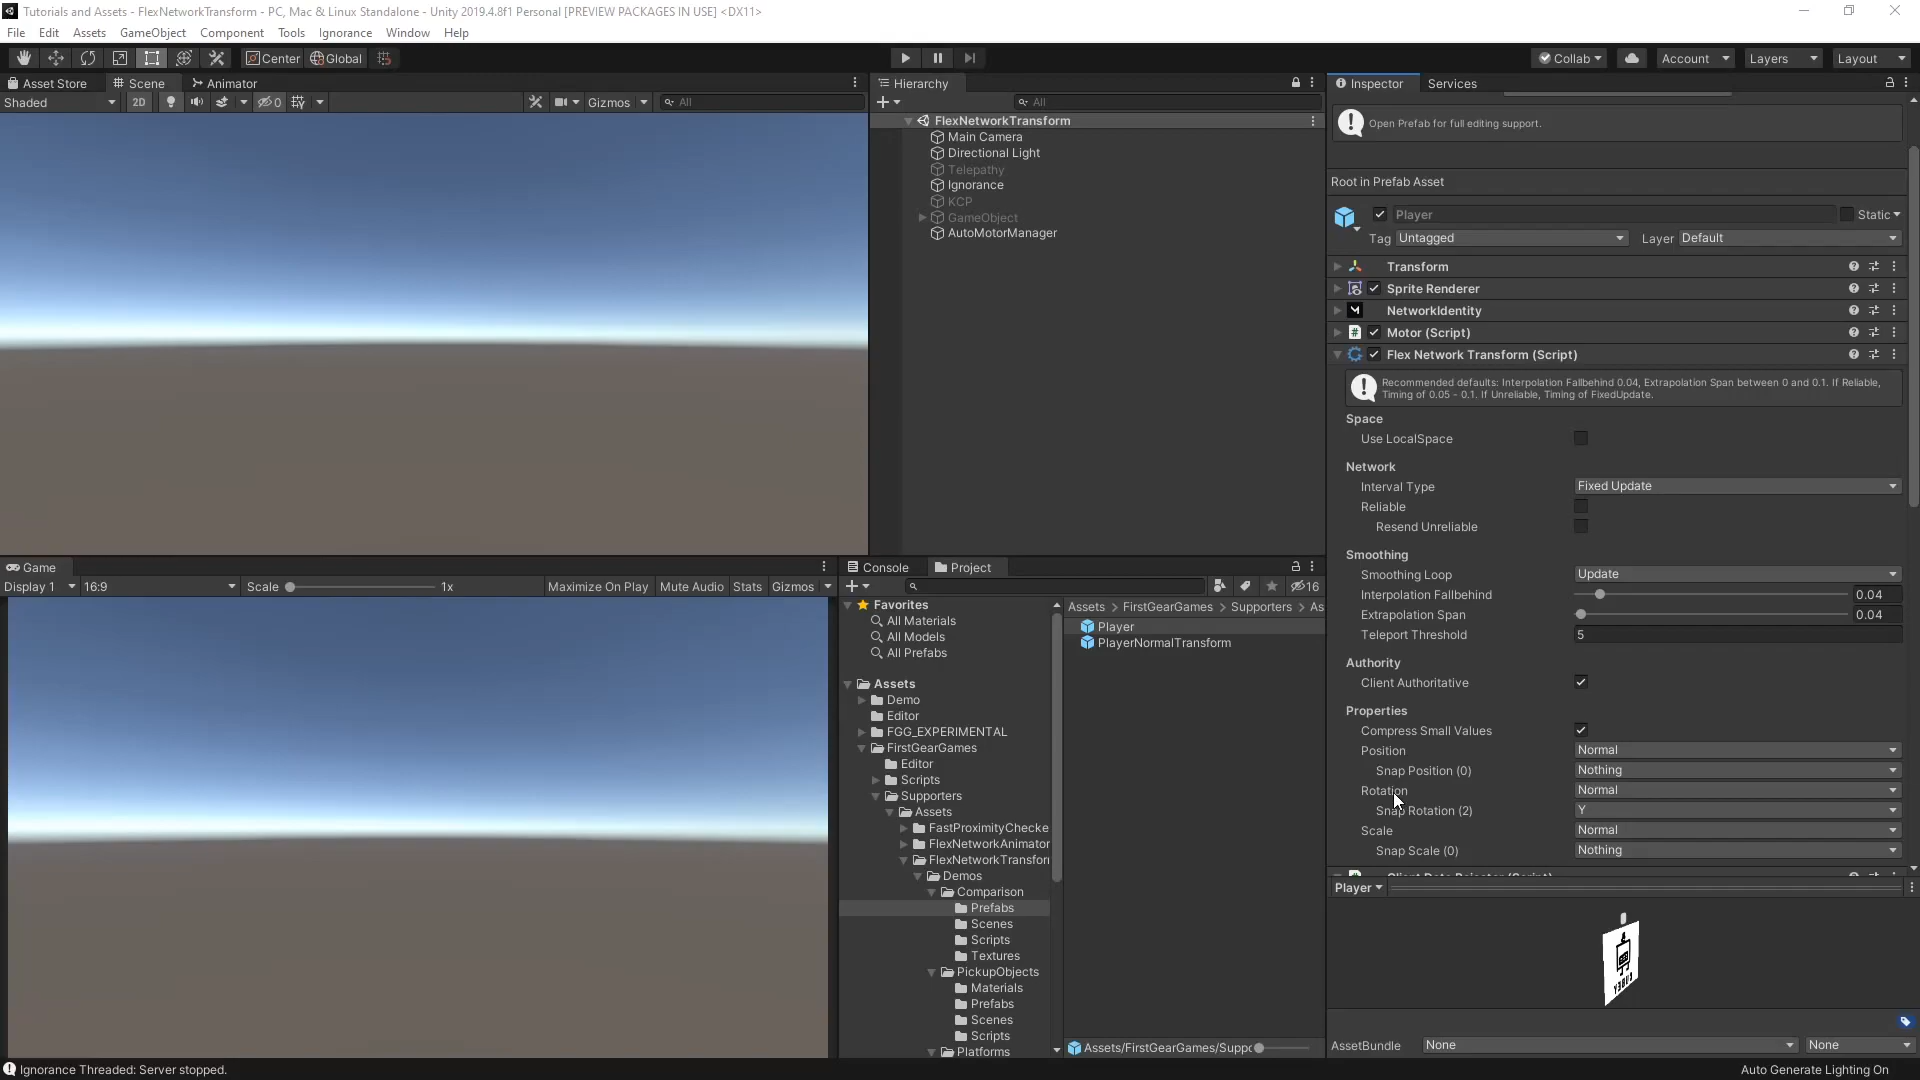 Tutorials and Assets - FlexNetworkTransform - PC, Mac & Linux Standalone - Unity 2019.4.8f1 Personal [PREVIEW PACKAGES IN USE] <DX11>
File Edit Assets GameObject Component Tools Ignorance Window Help
Center Global Collab Account Layers Layout
Asset Store Scene Animator
Shaded 2D 0 Gizmos All
Hierarchy
All
FlexNetworkTransform
Main Camera
Directional Light
Telepathy
Ignorance
KCP
GameObject
AutoMotorManager
Inspector Services
Open Prefab for full editing support.
Root in Prefab Asset
Player Static
Tag Untagged Layer Default
Transform
Sprite Renderer
NetworkIdentity
Motor (Script)
Flex Network Transform (Script)
Recommended defaults: Interpolation Fallbehind 0.04, Extrapolation Span between 0 and 0.1. If Reliable,
Timing of 0.05 - 0.1. If Unreliable, Timing of FixedUpdate.
Space
Use LocalSpace
Network
Interval Type Fixed Update
Reliable
Resend Unreliable
Smoothing
Smoothing Loop Update
Interpolation Fallbehind 0.04
Extrapolation Span 0.04
Teleport Threshold 5
Authority
Client Authoritative
Properties
Compress Small Values
Position Normal
Snap Position (0) Nothing
Rotation Normal
Snap Rotation (2) Y
Scale Normal
Snap Scale (0) Nothing
Player
AssetBundle None None
Game
Display 1 16:9 Scale 1x Maximize On Play Mute Audio Stats Gizmos
Console Project
16
Favorites
All Materials
All Models
All Prefabs
Assets
Demo
Editor
FGG_EXPERIMENTAL
FirstGearGames
Editor
Scripts
Supporters
Assets
FastProximityChecke
FlexNetworkAnimator
FlexNetworkTransforr
Demos
Comparison
Prefabs
Scenes
Scripts
Textures
PickupObjects
Materials
Prefabs
Scenes
Scripts
Platforms
Assets > FirstGearGames > Supporters > As
Player
PlayerNormalTransform
Assets/FirstGearGames/Suppc
Ignorance Threaded: Server stopped.
Auto Generate Lighting On